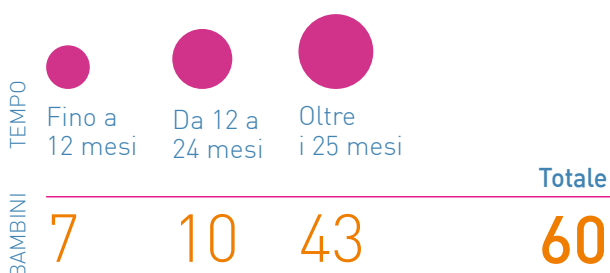 TEMPO
Fino a
12 mesi
Da 12 a
24 mesi
Oltre
i 25 mesi
Totale
BAMBINI
7
10
43
60